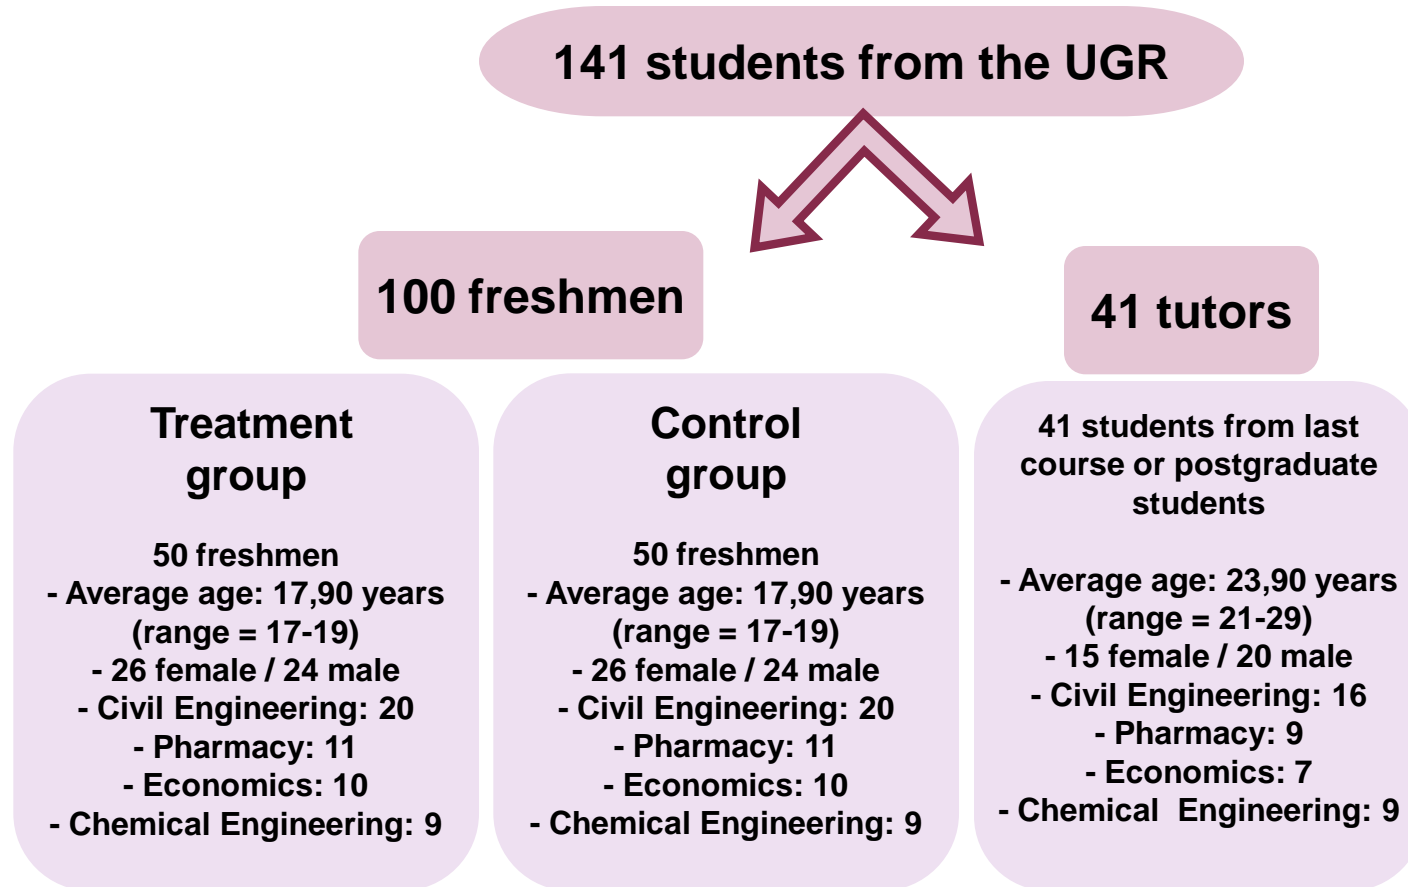 141 students from the UGR
100 freshmen
41 tutors
Treatment
group
50 freshmen
- Average age: 17,90 years
(range = 17-19)
- 26 female / 24 male
- Civil Engineering: 20
- Pharmacy: 11
- Economics: 10
- Chemical Engineering: 9
Control
group
50 freshmen
- Average age: 17,90 years
(range = 17-19)
- 26 female / 24 male
- Civil Engineering: 20
- Pharmacy: 11
- Economics: 10
- Chemical Engineering: 9
41 students from last
course or postgraduate
students
- Average age: 23,90 years
(range = 21-29)
- 15 female / 20 male
- Civil Engineering: 16
- Pharmacy: 9
- Economics: 7
- Chemical Engineering: 9